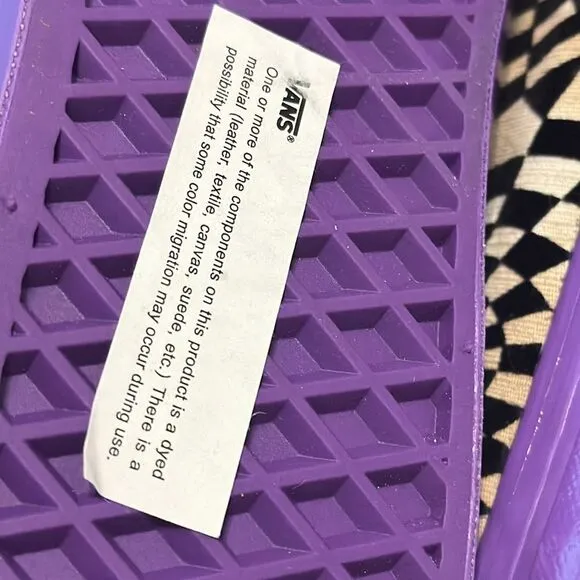 VANS®
One or more of the components on this product is a dyed
material (leather, textile, canvas, suede, etc.) There is a
possibility that some color migration may occur during use.